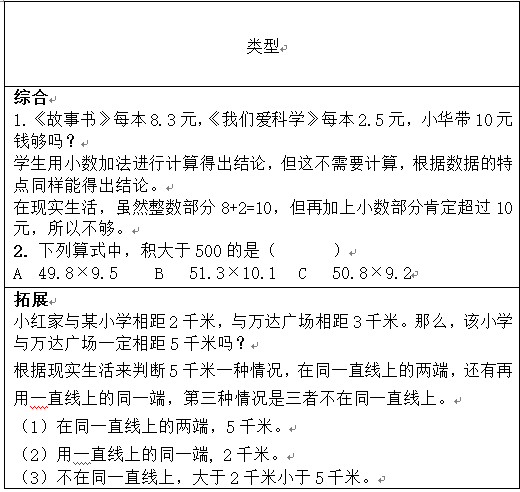 类型
综合
1.《故事书》每本8.3元，《我们爱科学》每本2.5元，小华带10元
钱够吗？
学生用小数加法进行计算得出结论，但这不需要计算，根据数据的特
点同样能得出结论。
在现实生活，虽然整数部分8+2=10，但再加上小数部分肯定超过10
元，所以不够。
2. 下列算式中，积大于500的是（ ）
A 49.8×9.5 B 51.3×10.1 C 50.8×9.2
拓展
小红家与某小学相距2千米，与万达广场相距3千米。那么，该小学
与万达广场一定相距5千米吗？
根据现实生活来判断5千米一种情况，在同一直线上的两端，还有再
用一直线上的同一端，第三种情况是三者不在同一直线上。
（1）在同一直线上的两端，5千米。
（2）用一直线上的同一端, 2千米。
（3）不在同一直线上，大于2千米小于5千米。